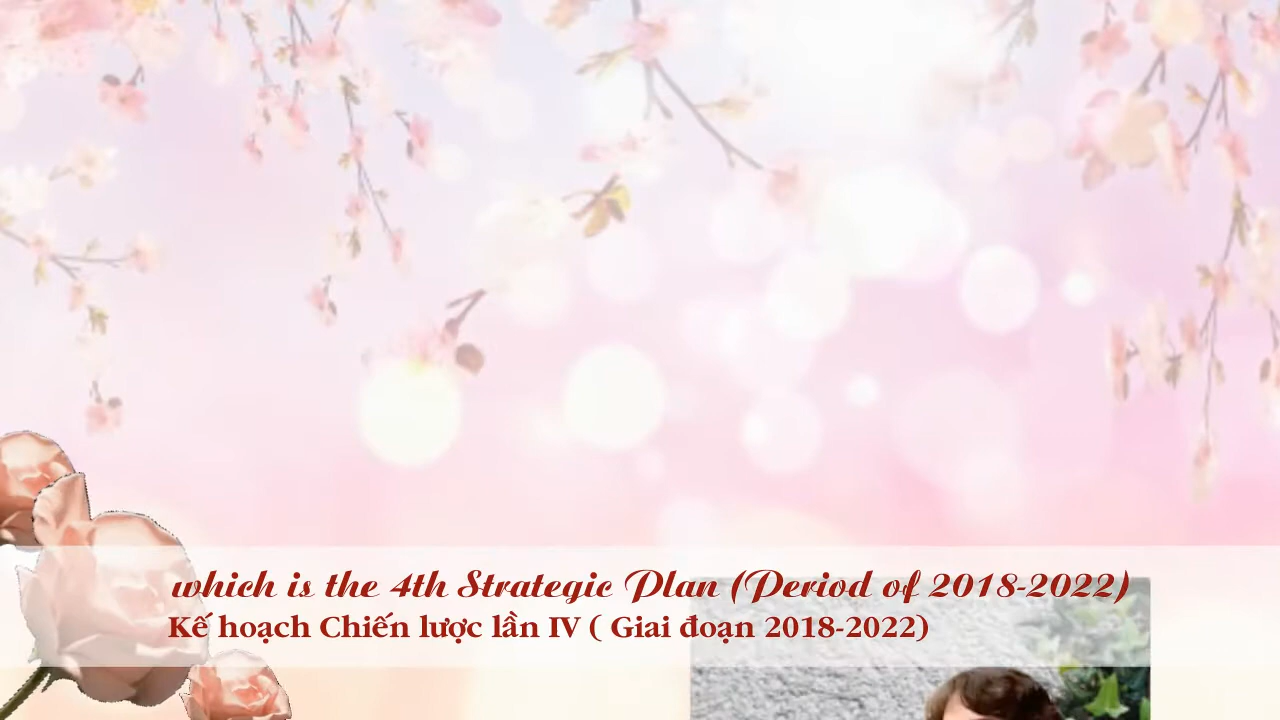 which is the 4th Strategic Plan (Period of 2018-2022)
Kế hoạch Chiến lược lần IV ( Giai đoạn 2018-2022)